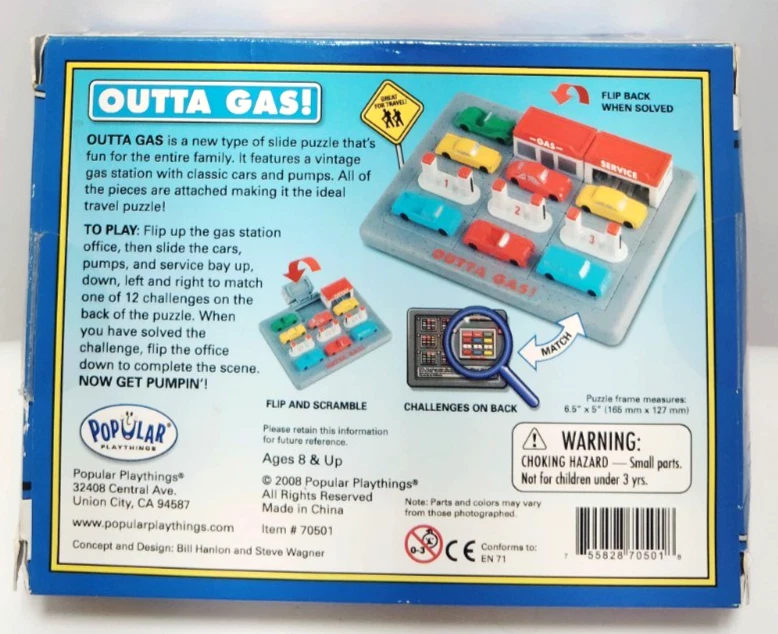 OUTTA GAS!
OUTTA GAS is a new type of slide puzzle that's
fun for the entire family. It features a vintage
gas station with classic cars and pumps. All of
the pieces are attached making it the ideal
travel puzzle!
TO PLAY: Flip up the gas station
office, then slide the cars,
pumps, and service bay up,
down, left and right to match
one of 12 challenges on the
back of the puzzle. When
you have solved the
challenge, flip the office
down to complete the scene.
NOW GET PUMPIN'!
GREAT
FOR TRAVEL!
FLIP BACK
WHEN SOLVED
GAS
SERVICE
1
2
3
OUTTA GAS!
OUTTA GAS!
MATCH
FLIP AND SCRAMBLE
CHALLENGES ON BACK
Puzzle frame measures:
6.5" x 5" (165 mm x 127 mm)
POPULAR
PLAYTHINGS
Popular Playthings®
32408 Central Ave.
Union City, CA 94587
www.popularplaythings.com
Concept and Design: Bill Hanlon and Steve Wagner
Please retain this information
for future reference.
Ages 8 & Up
© 2008 Popular Playthings®
All Rights Reserved
Made in China
Item # 70501
WARNING:
CHOKING HAZARD — Small parts.
Not for children under 3 yrs.
Note: Parts and colors may vary
from those photographed.
0-3
CE
Conforms to:
EN 71
7 55828 70501 8